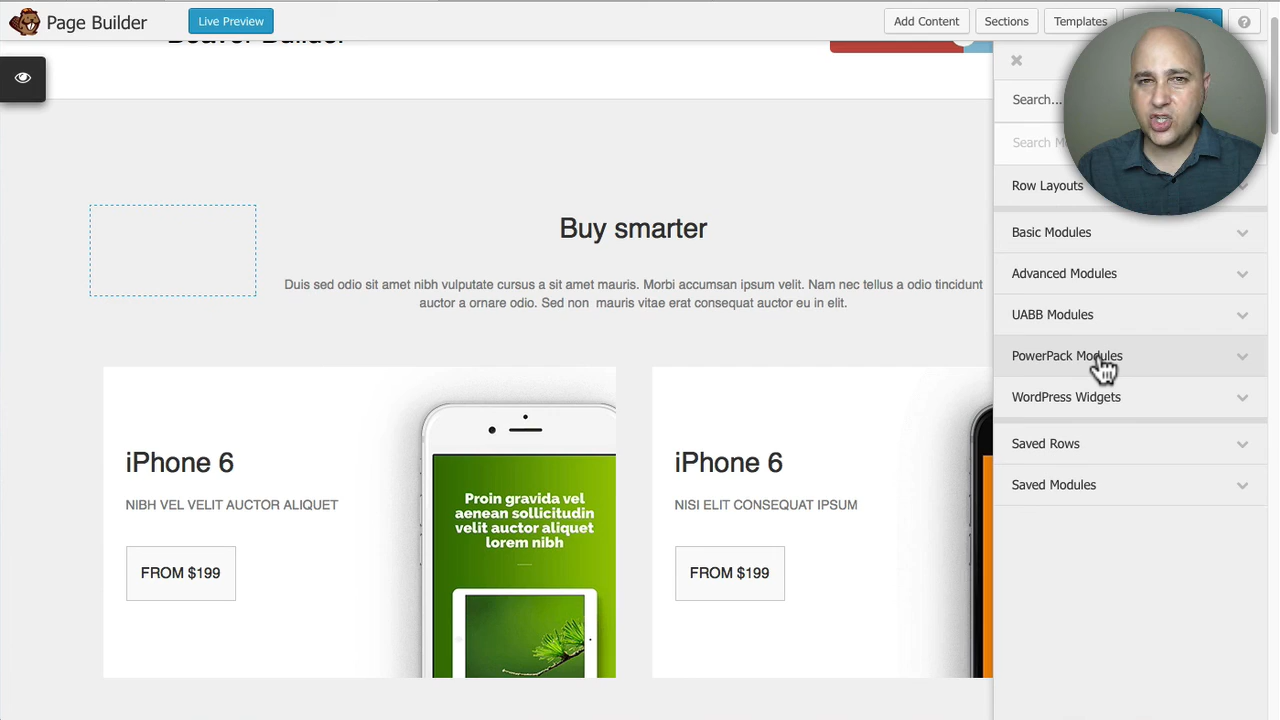 Page Builder
Live Preview
Add Content
Sections
Templates
?
Beaver Builder
Search...
Row Layouts
Basic Modules
Advanced Modules
UABB Modules
PowerPack Modules
WordPress Widgets
Saved Rows
Saved Modules
Buy smarter
Duis sed odio sit amet nibh vulputate cursus a sit amet mauris. Morbi accumsan ipsum velit. Nam nec tellus a odio tincidunt
auctor a ornare odio. Sed non mauris vitae erat consequat auctor eu in elit.
iPhone 6
NIBH VEL VELIT AUCTOR ALIQUET
FROM $199
Proin gravida vel
aenean sollicitudin
velit auctor aliquet
lorem nibh
iPhone 6
NISI ELIT CONSEQUAT IPSUM
FROM $199